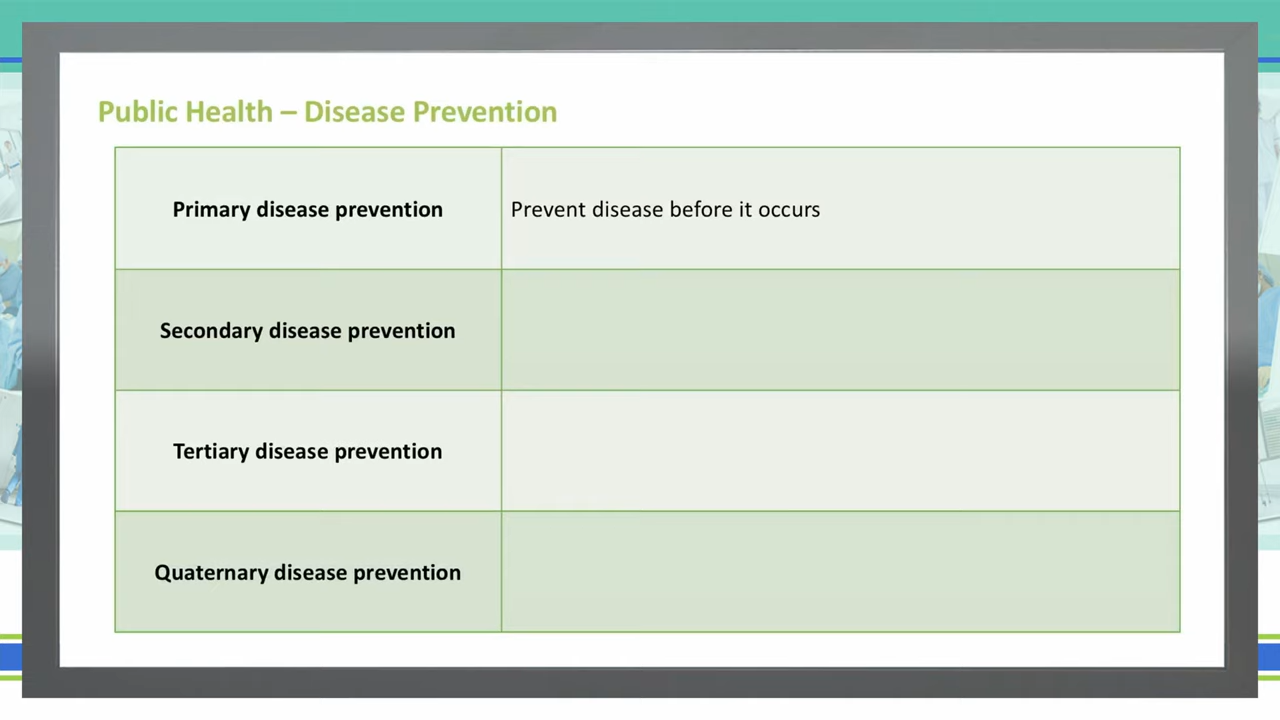 Public Health – Disease Prevention
Primary disease prevention
Prevent disease before it occurs
Secondary disease prevention
Tertiary disease prevention
Quaternary disease prevention